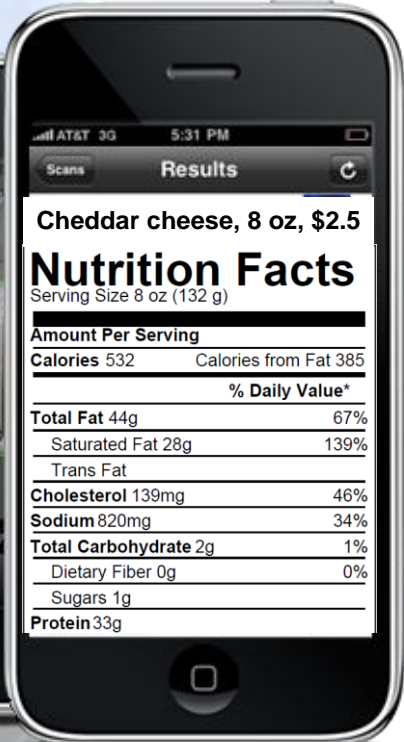 AT&T 3G 5:31 PM
Scans Results
Cheddar cheese, 8 oz, $2.5
Nutrition Facts
Serving Size 8 oz (132 g)
Amount Per Serving
Calories 532 Calories from Fat 385
% Daily Value*
Total Fat 44g 67%
Saturated Fat 28g 139%
Trans Fat
Cholesterol 139mg 46%
Sodium 820mg 34%
Total Carbohydrate 2g 1%
Dietary Fiber 0g 0%
Sugars 1g
Protein 33g